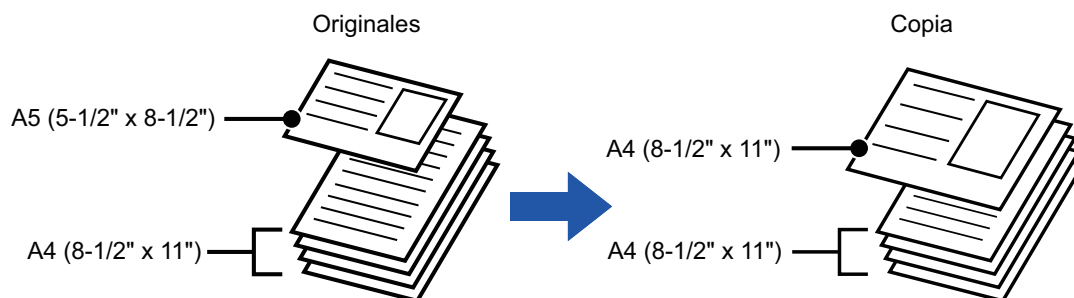 Originales
Copia
A5 (5-1/2" x 8-1/2")
A4 (8-1/2" x 11")
A4 (8-1/2" x 11")
A4 (8-1/2" x 11")